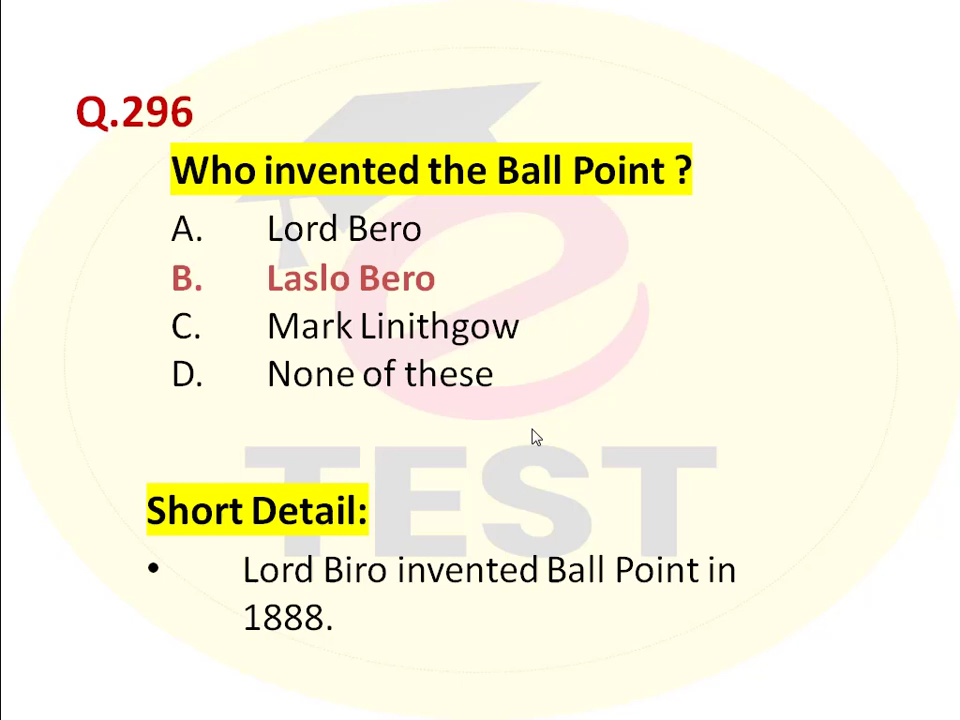 Q.296
Who invented the Ball Point ?
A. Lord Bero
B. Laslo Bero
C. Mark Linithgow
D. None of these
e
TEST
Short Detail:
• Lord Biro invented Ball Point in
1888.